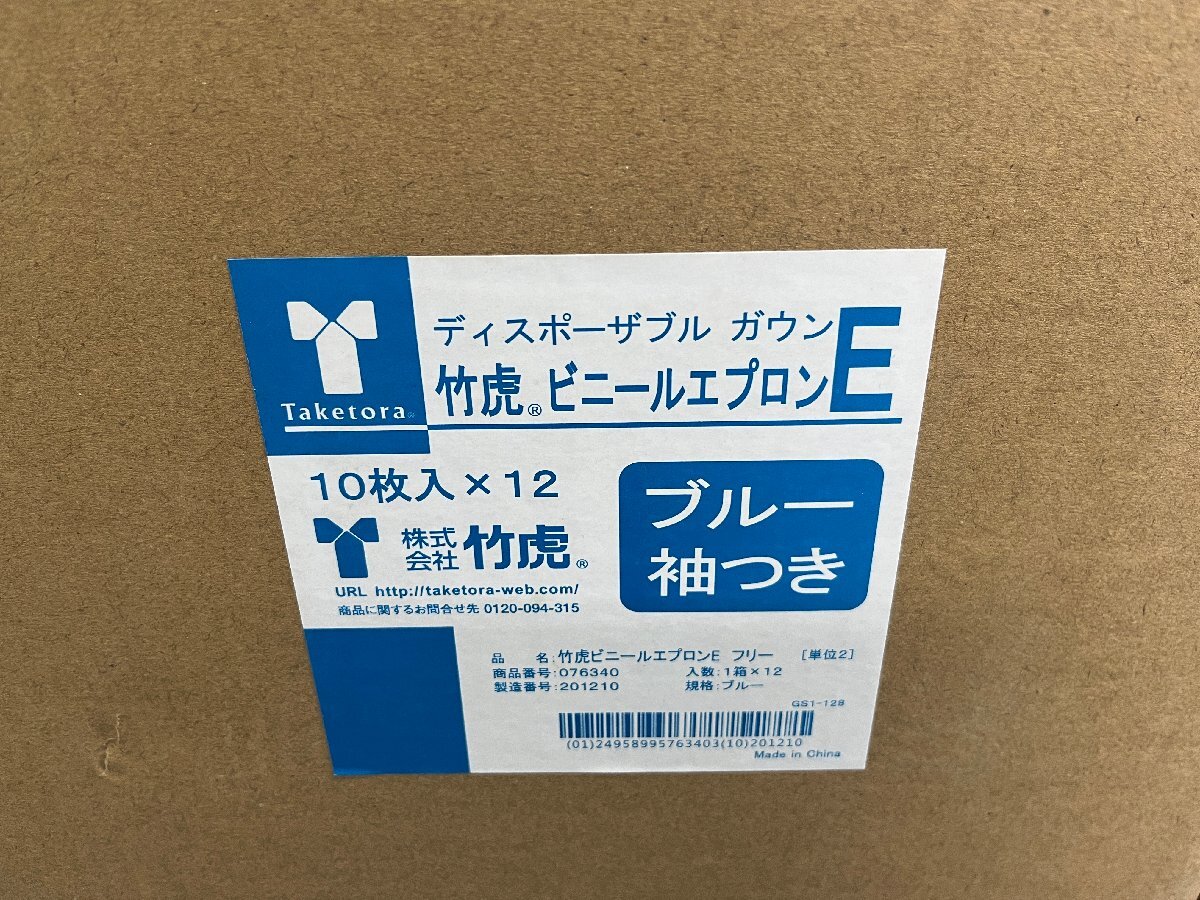 Taketora®
ディスポーザブル ガウン
竹虎®ビニールエプロンE
10枚入×12
株式会社 竹虎®
URL http://taketora-web.com/
商品に関するお問合せ先 0120-094-315
ブルー
袖つき
品 名:竹虎ビニールエプロンE フリー [単位2]
商品番号:076340 入数:1箱×12
製造番号:201210 規格:ブルー
GS1-128
(01)24958995763403(10)201210
Made in China